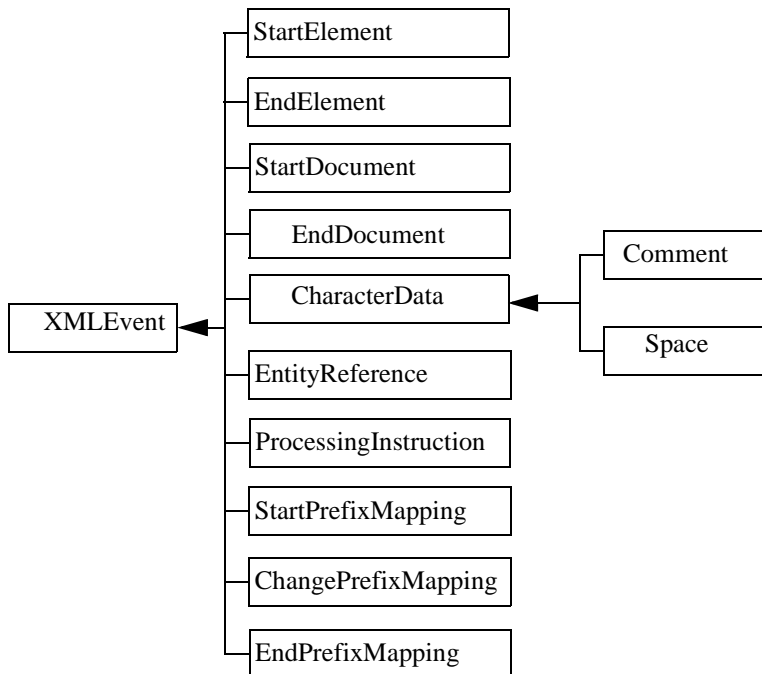 StartElement
EndElement
StartDocument
EndDocument
Comment
CharacterData
XMLEvent
Space
EntityReference
ProcessingInstruction
StartPrefixMapping
ChangePrefixMapping
EndPrefixMapping